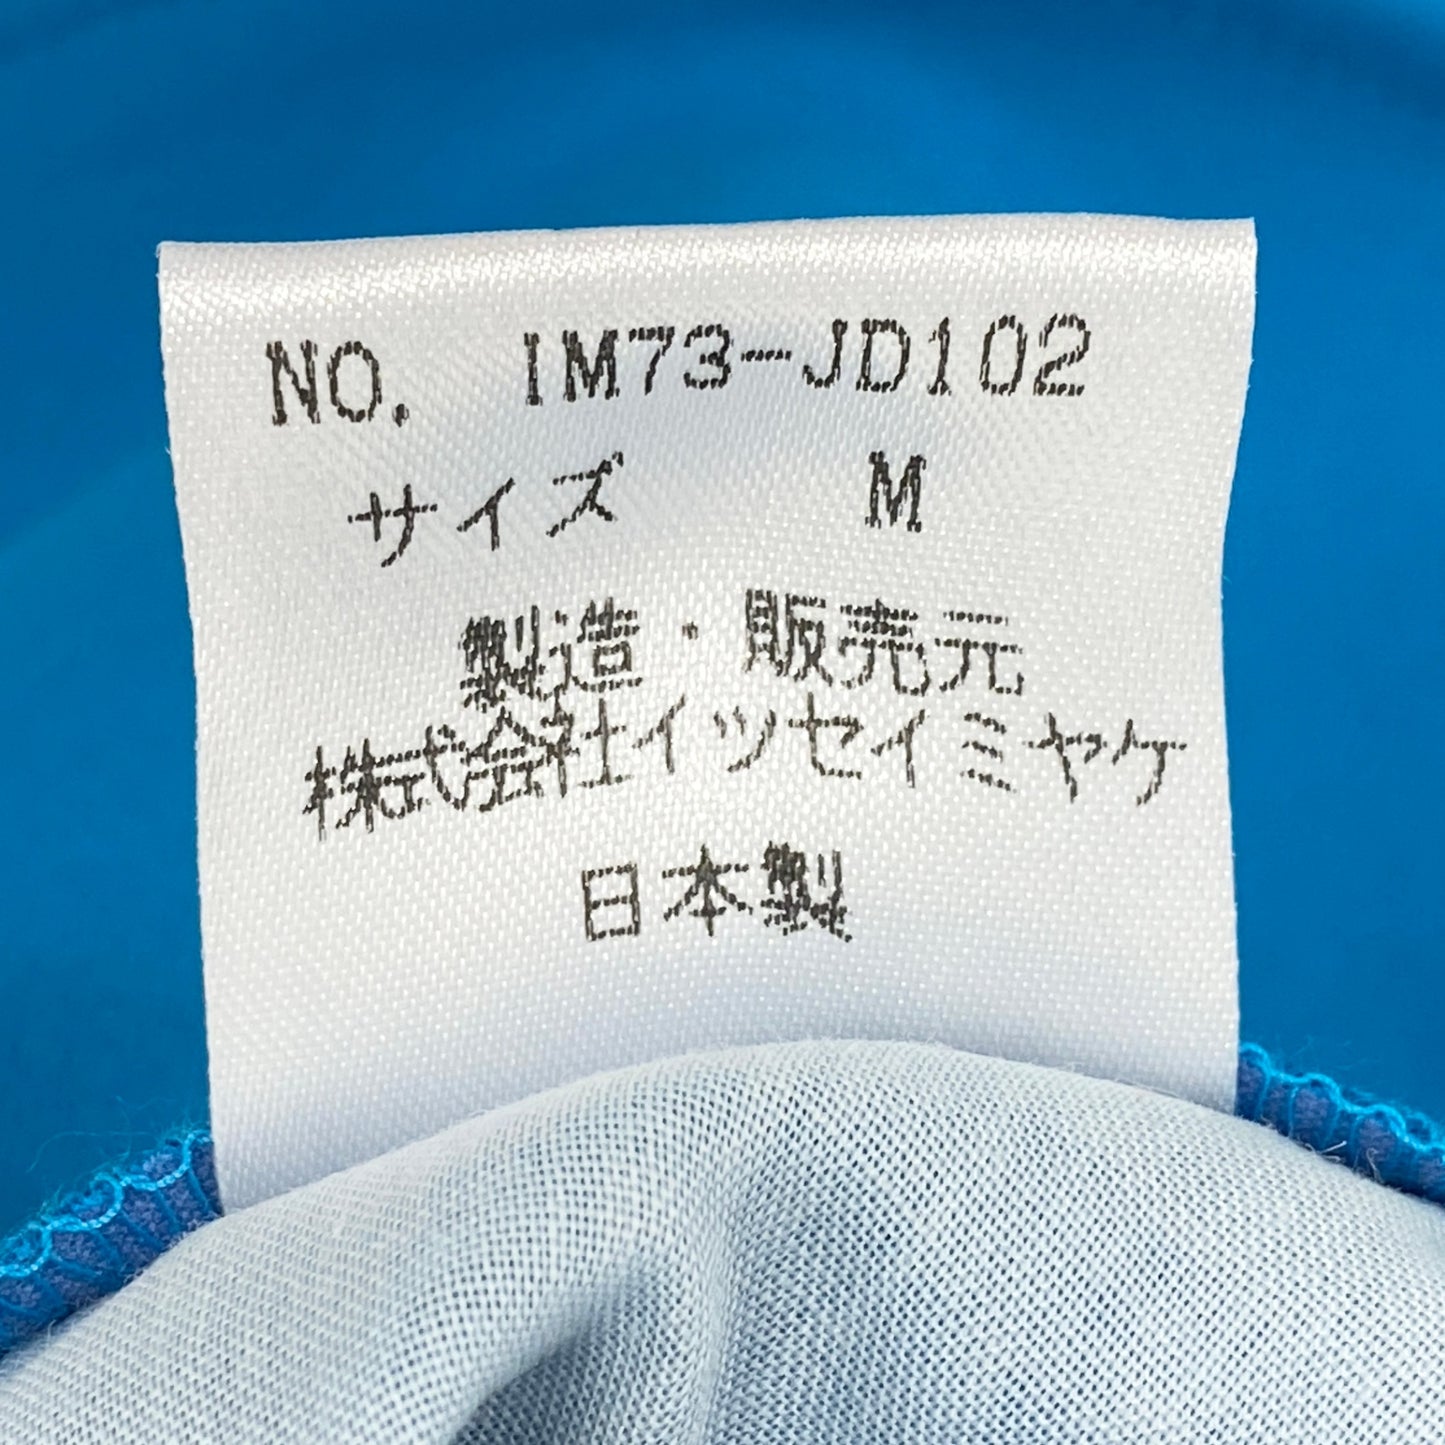 NO. IM73-JD102
サイズ M
製造・販売元
株式会社イッセイミヤケ
日本製